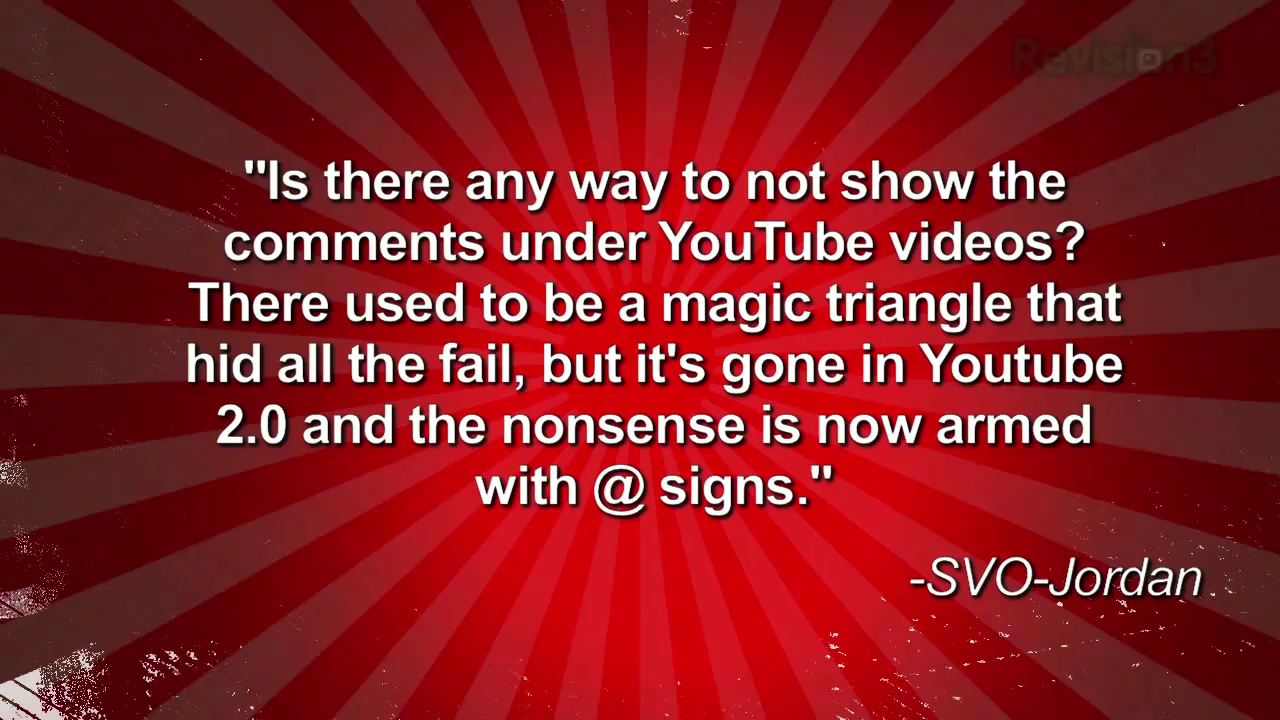 Revision3
"Is there any way to not show the
comments under YouTube videos?
There used to be a magic triangle that
hid all the fail, but it's gone in Youtube
2.0 and the nonsense is now armed
with @ signs."
-SVO-Jordan